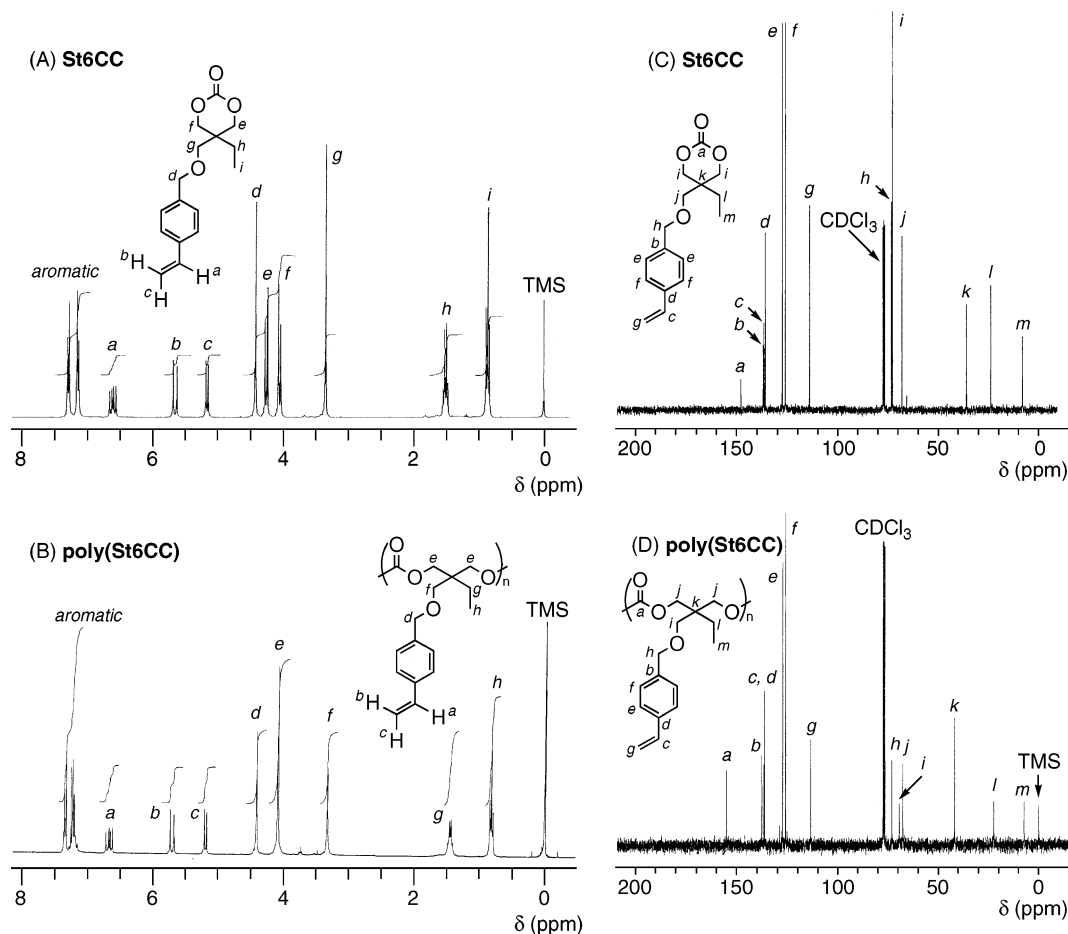 (A) St6CC
O
O O
f e
g h
O i
d
b H H a
c H
aromatic
a
b
c
d
e
f
g
h
i
TMS
8 6 4 2 0
δ (ppm)
(B) poly(St6CC)
O
e e
O O n
f g
O h
d
b H H a
c H
aromatic
a
b
c
d
e
f
g
h
TMS
8 6 4 2 0
δ (ppm)
(C) St6CC
O
a
O O
i i
k
j l
O m
h
b
e e
f f
d
g c
a
b
c
d
e
f
g
CDCl3
h
i
j
k
l
m
200 150 100 50 0
δ (ppm)
(D) poly(St6CC)
O
a
j j
O O n
k
i l
O m
h
b
f f
e e
d
g c
a
b
c, d
e
f
g
CDCl3
h
j
i
k
l
m
TMS
200 150 100 50 0
δ (ppm)